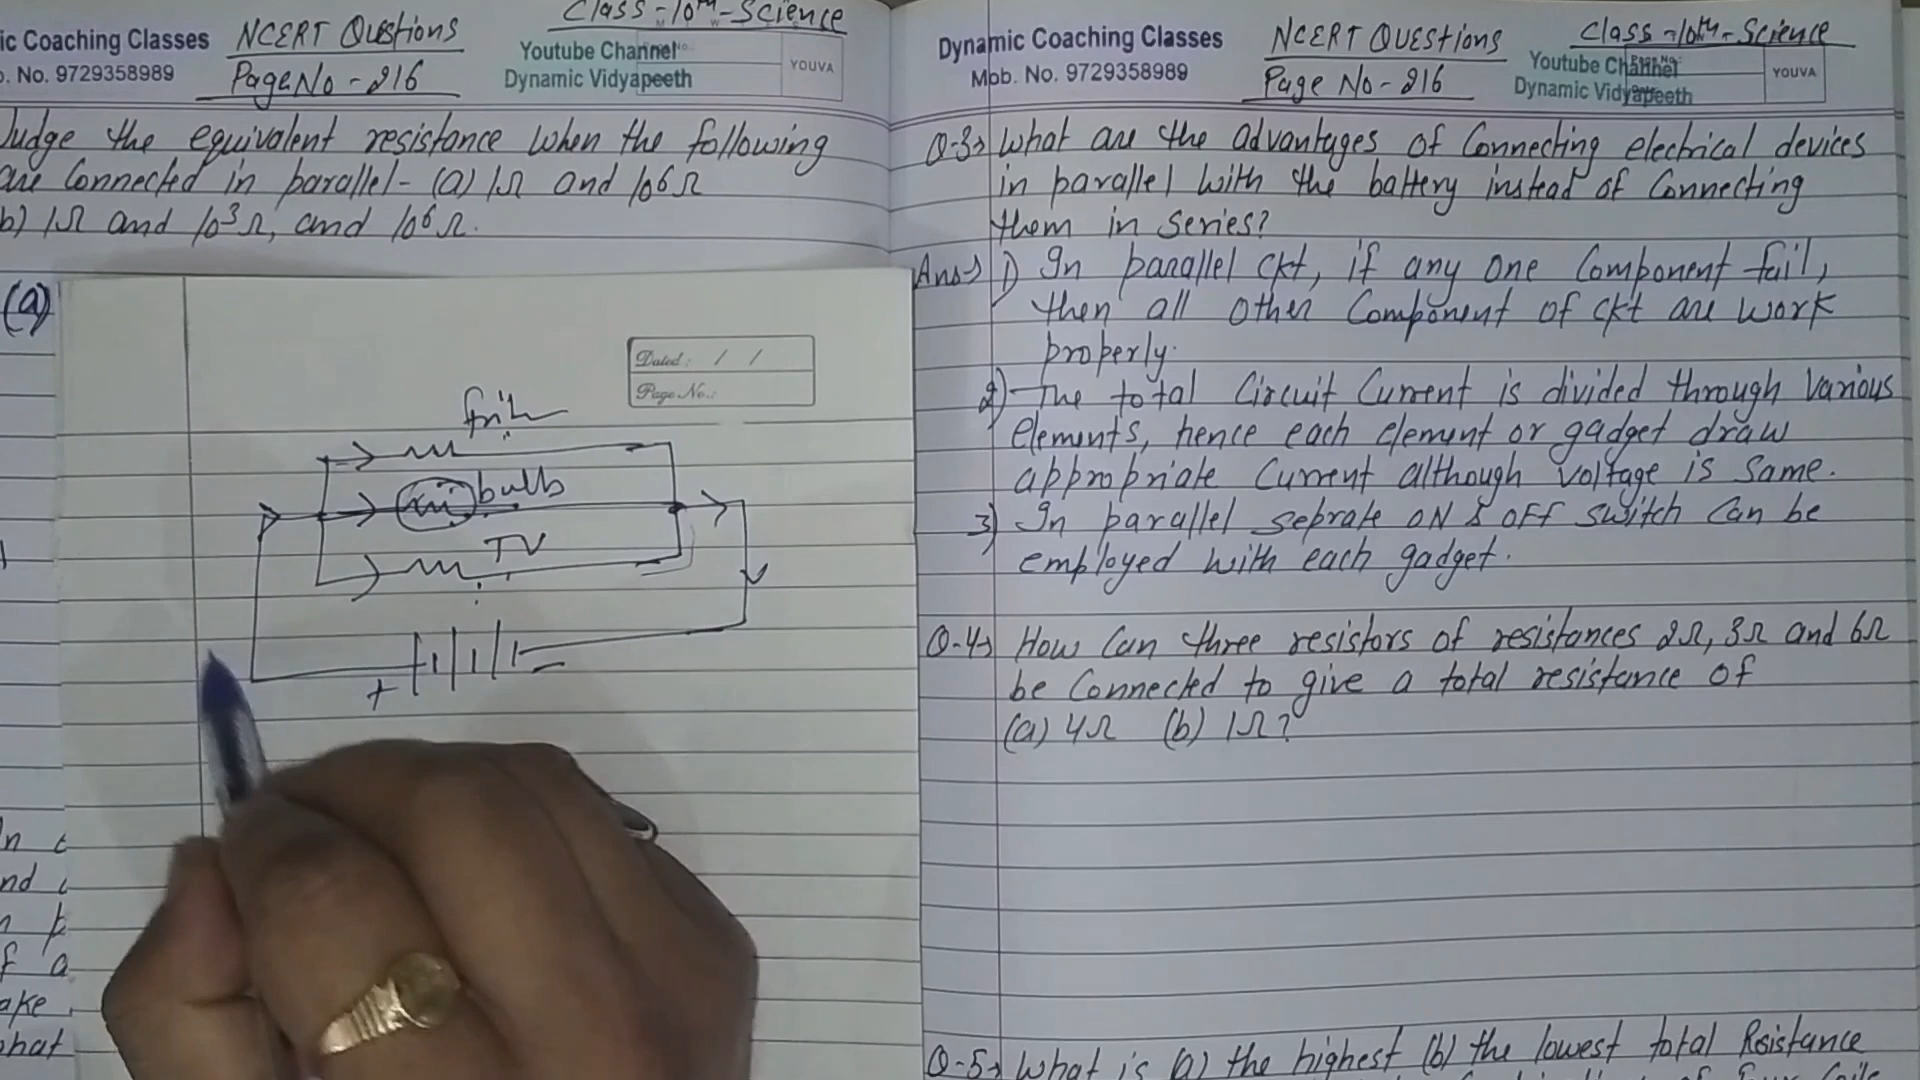 ic Coaching Classes
o. No. 9729358989
NCERT Questions
Page No - 216
Class - 10th - Science
Youtube Channel
Dynamic Vidyapeeth
YOUVA
Judge the equivalent resistance when the following
are Connected in parallel - (a) 1Ω and 106Ω
b) 1Ω and 10³Ω, and 10⁶Ω.
(a)
Dated: / /
Page No.:
bulb
TV
+
n
nd
f a
ake
hat
Dynamic Coaching Classes
Mob. No. 9729358989
NCERT QUESTIONS
Page No - 216
Class - 10th - Science
Youtube Channel
Dynamic Vidyapeeth
YOUVA
Q-3→ What are the advantages of Connecting electrical devices
in parallel with the battery instead of Connecting
them in Series?
Ans→ 1) In parallel ckt, if any one Component fail,
then all other Component of ckt are work
properly.
2) The total Circuit Current is divided through various
elements, hence each element or gadget draw
appropriate Current although voltage is same.
3) In parallel seprate ON & OFF switch can be
employed with each gadget.
Q-4→ How Can three resistors of resistances 2Ω, 3Ω and 6Ω
be Connected to give a total resistance of
(a) 4Ω (b) 1Ω?
Q-5→ What is (a) the highest (b) the lowest total Resistance